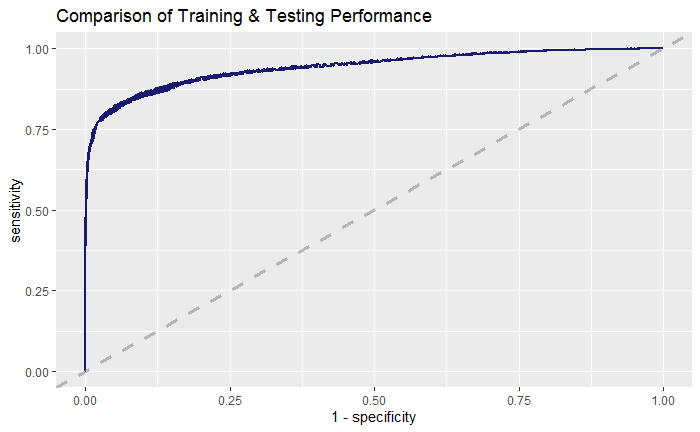 Comparison of Training & Testing Performance
1.00
0.75
0.50
0.25
0.00
sensitivity
0.00 0.25 0.50 0.75 1.00
1 - specificity